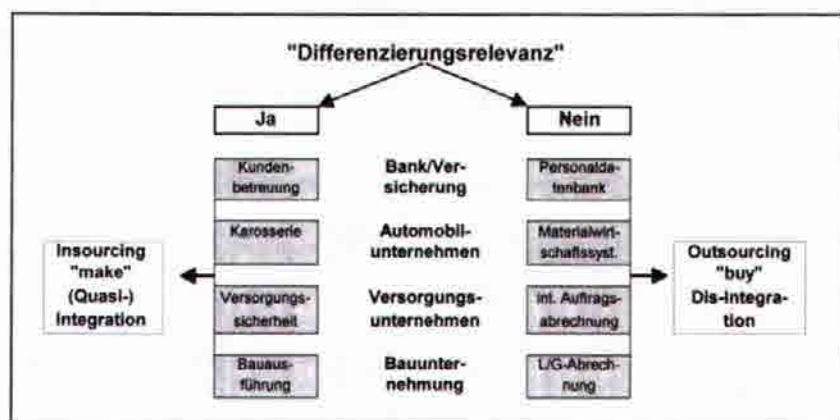 "Differenzierungsrelevanz"
Ja
Nein
Kunden-
betreuung
Bank/Ver-
sicherung
Personalda-
tenbank
Karosserie
Automobil-
unternehmen
Materialwirt-
schaftssyst.
Insourcing
"make"
(Quasi-)
Integration
Outsourcing
"buy"
Dis-integra-
tion
Versorgungs-
sicherheit
Versorgungs-
unternehmen
int. Auftrags-
abrechnung
Bauaus-
führung
Bauunter-
nehmung
L/G-Abrech-
nung